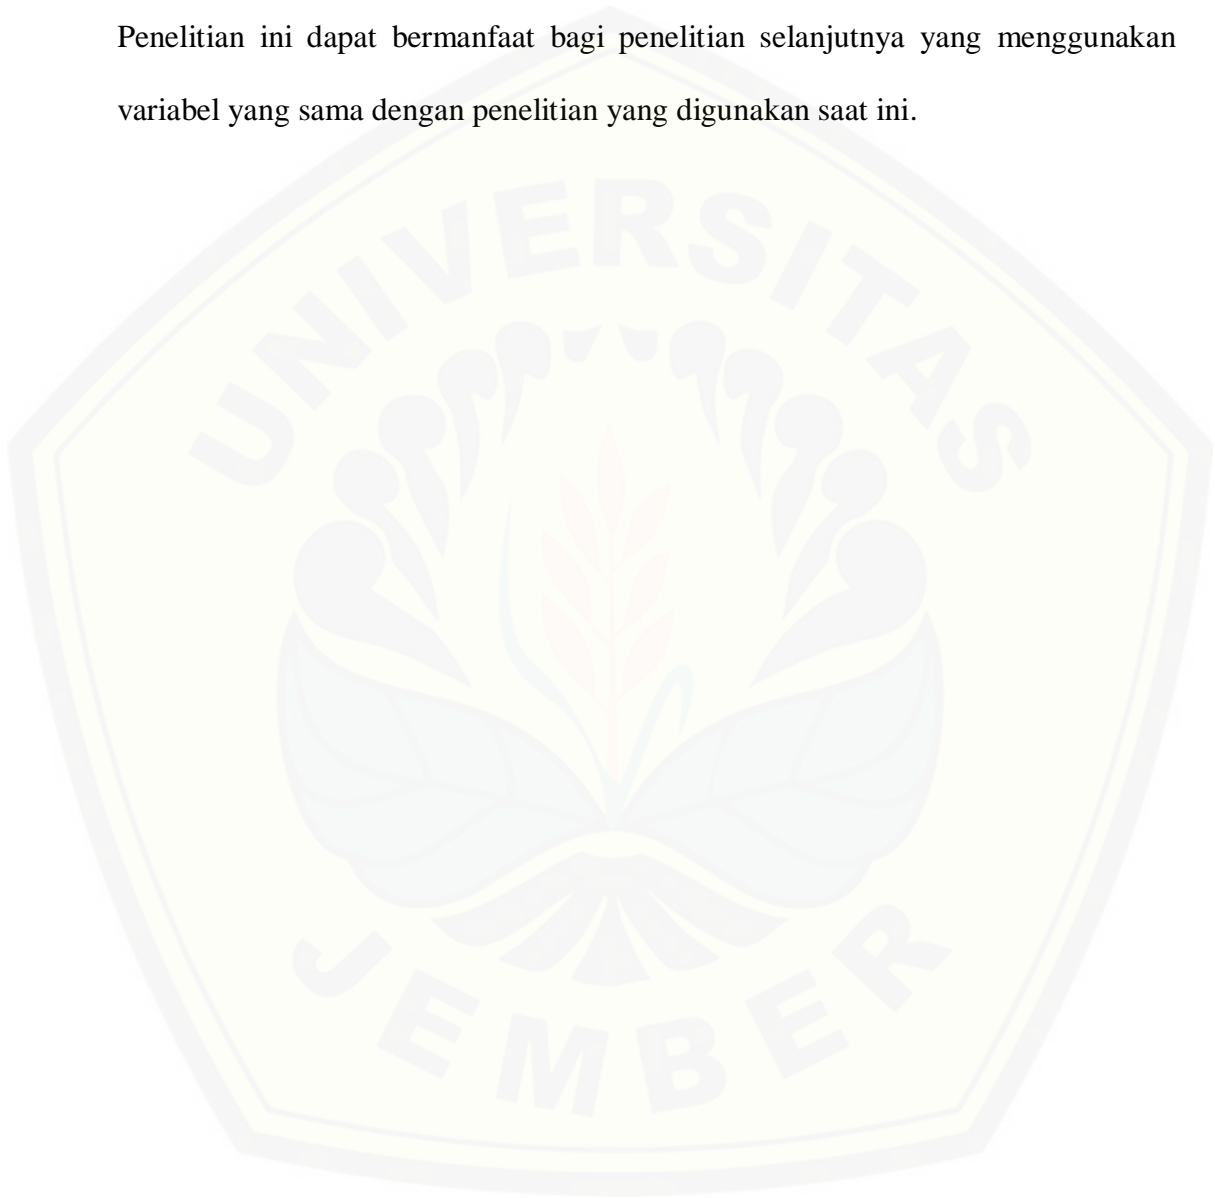 Penelitian ini dapat bermanfaat bagi penelitian selanjutnya yang menggunakan
variabel yang sama dengan penelitian yang digunakan saat ini.
UNIVERSITAS
JEMBER